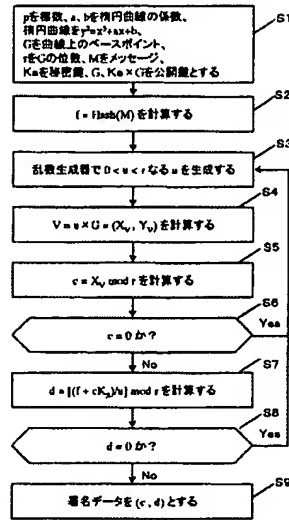 S1
pを標数、a、bを楕円曲線の係数、
楕円曲線をy²=x³+ax+b、
Gを曲線上のベースポイント、
rをGの位数、Mをメッセージ、
Ksを秘密鍵、G、Ks×Gを公開鍵とする
S2
f = Hash(M)を計算する
S3
乱数生成器で0 < u < r なる u を生成する
S4
V = u × G = (Xv, Yv)を計算する
S5
c = Xv mod r を計算する
S6
c = 0 か？
Yes
No
S7
d = [(f + cKs)/u] mod r を計算する
S8
d = 0 か？
Yes
No
S9
署名データを(c, d)とする